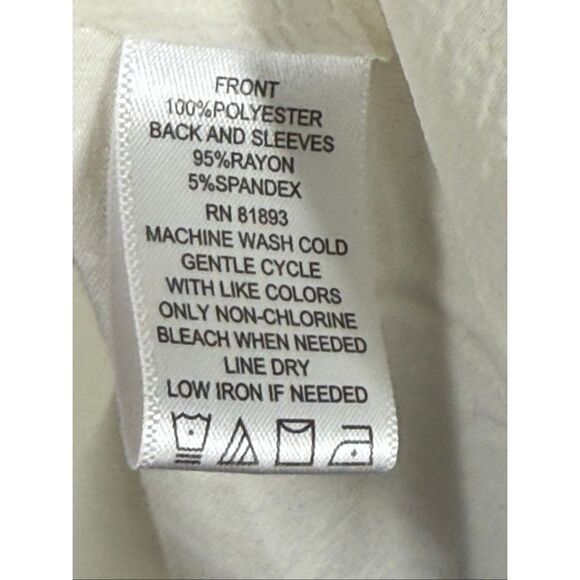 FRONT
100%POLYESTER
BACK AND SLEEVES
95%RAYON
5%SPANDEX
RN 81893
MACHINE WASH COLD
GENTLE CYCLE
WITH LIKE COLORS
ONLY NON-CHLORINE
BLEACH WHEN NEEDED
LINE DRY
LOW IRON IF NEEDED